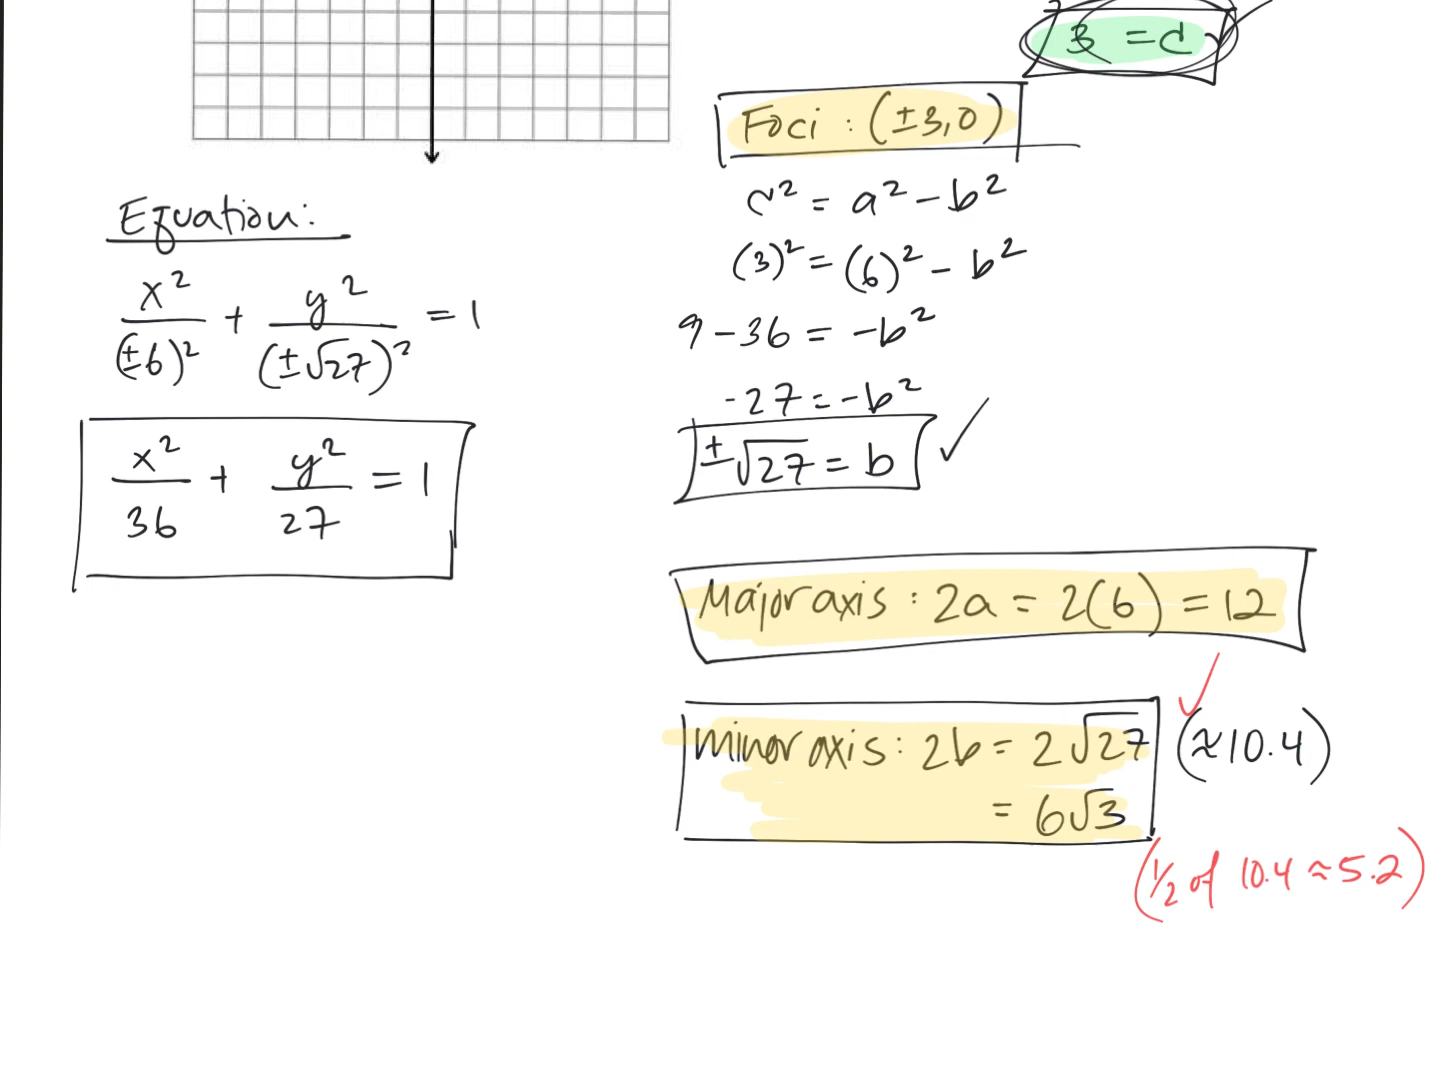 3 = c
Foci : (±3,0)
c² = a² - b²
(3)² = (6)² - b²
9 - 36 = -b²
-27 = -b²
±√27 = b
Equation:
x²/(±6)² + y²/(±√27)² = 1
x²/36 + y²/27 = 1
Major axis : 2a = 2(6) = 12
minor axis : 2b = 2√27 (≈10.4)
= 6√3
(½ of 10.4 ≈ 5.2)